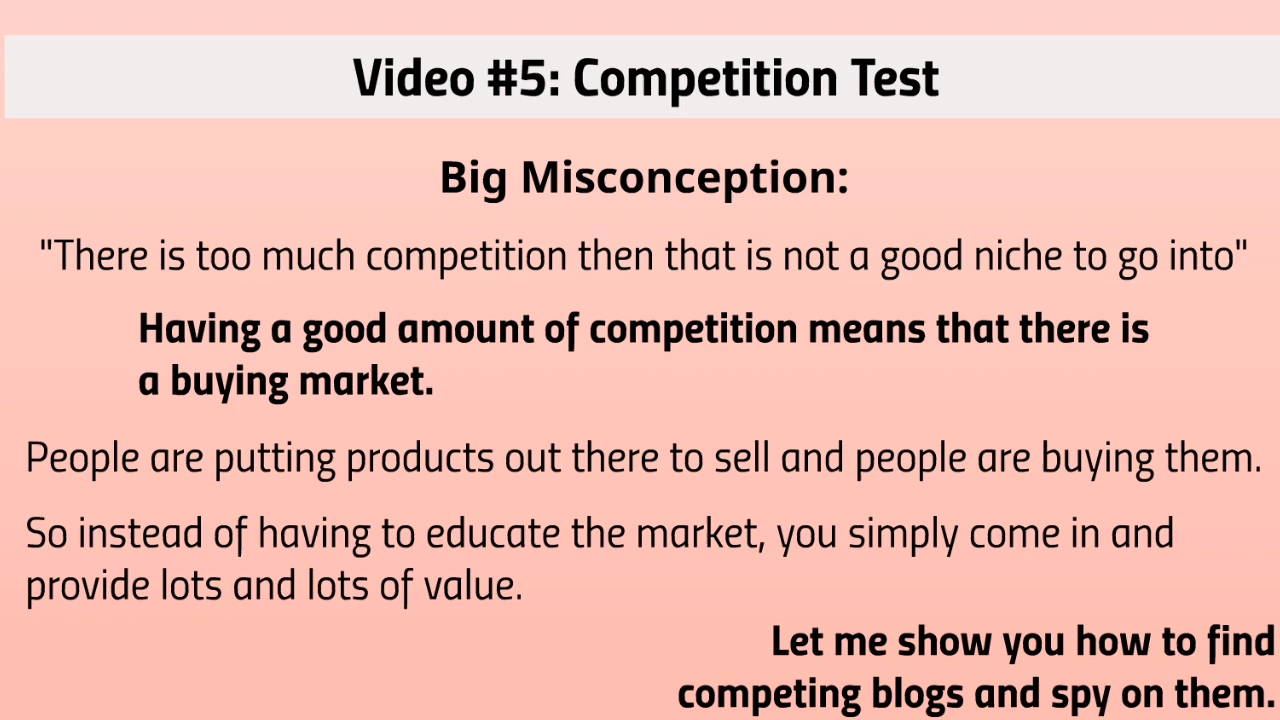 Video #5: Competition Test
Big Misconception:
"There is too much competition then that is not a good niche to go into"
Having a good amount of competition means that there is
a buying market.
People are putting products out there to sell and people are buying them.
So instead of having to educate the market, you simply come in and
provide lots and lots of value.
Let me show you how to find
competing blogs and spy on them.